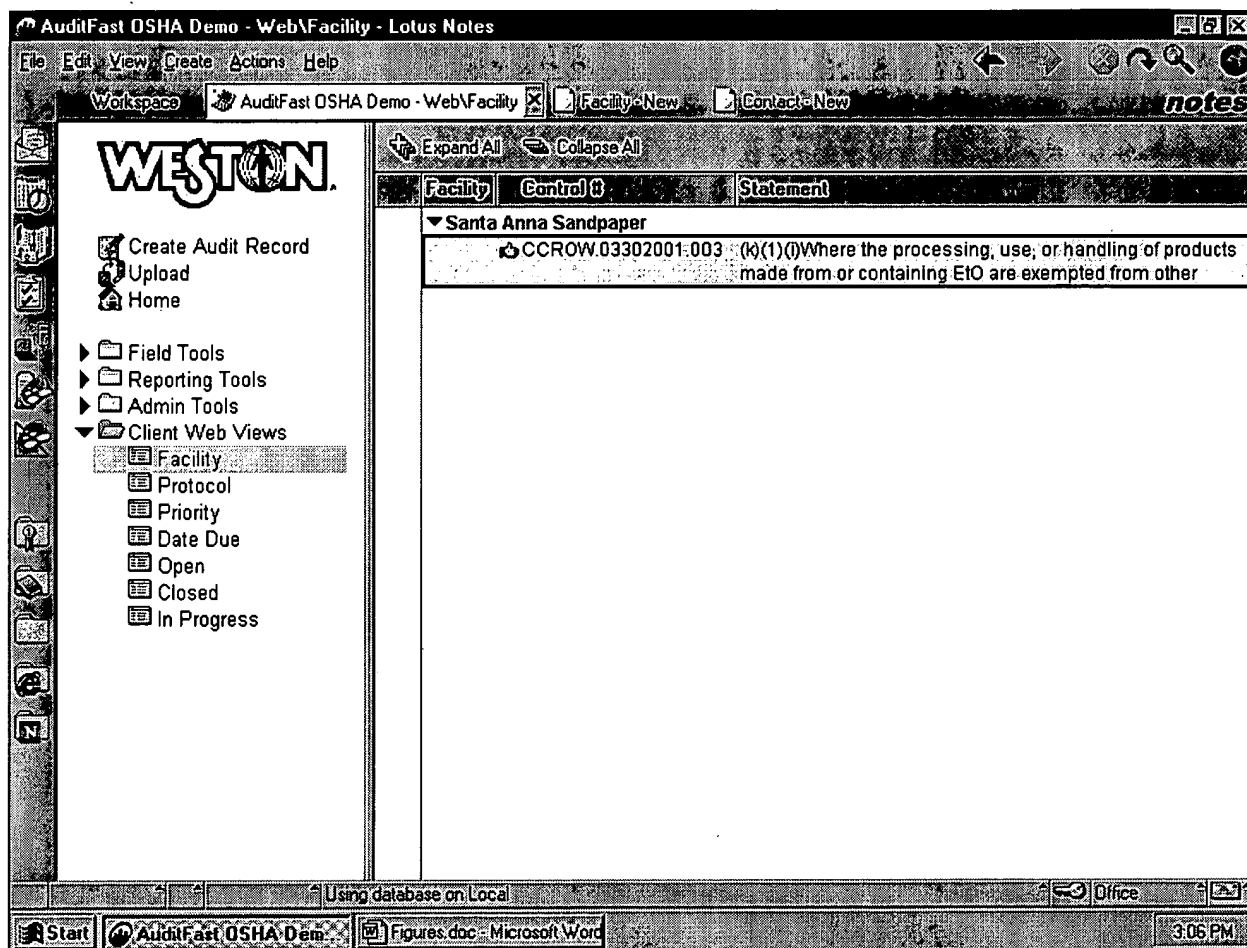 AuditFast OSHA Demo - Web\Facility - Lotus Notes
File Edit View Create Actions Help
Workspace AuditFast OSHA Demo - Web\Facility Facility - New Contact - New notes
WESTON.
Create Audit Record
Upload
Home
Field Tools
Reporting Tools
Admin Tools
Client Web Views
Facility
Protocol
Priority
Date Due
Open
Closed
In Progress
Expand All Collapse All
Facility Control # Statement
Santa Anna Sandpaper
CCROW.03302001.003 (k)(1)(i)Where the processing, use, or handling of products
made from or containing EtO are exempted from other
Using database on Local Office
Start AuditFast OSHA Dem... Figures.doc - Microsoft Word 3:06 PM